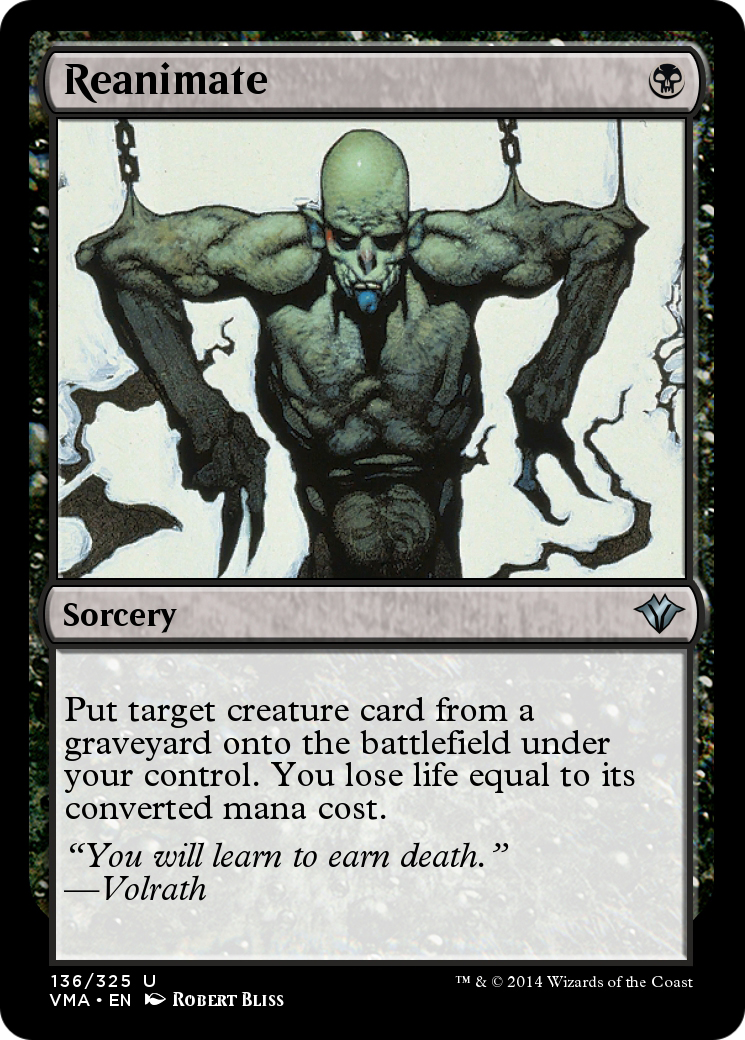 Reanimate
Sorcery
Put target creature card from a
graveyard onto the battlefield under
your control. You lose life equal to its
converted mana cost.
“You will learn to earn death.”
—Volrath
136/325 U
™ & © 2014 Wizards of the Coast
VMA • EN Robert Bliss